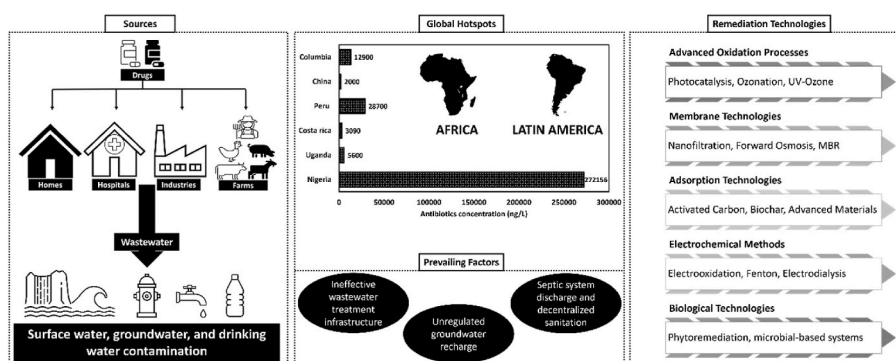 Sources
Drugs
Homes
Hospitals
Industries
Farms
Wastewater
Surface water, groundwater, and drinking
water contamination
Global Hotspots
Columbia
12900
China
2000
Peru
28700
Costa rica
3090
Uganda
5600
Nigeria
272156
AFRICA
LATIN AMERICA
0
50000
100000
150000
200000
250000
300000
Antibiotics concentration (ng/L)
Prevailing Factors
Ineffective
wastewater
treatment
infrastructure
Unregulated
groundwater
recharge
Septic system
discharge and
decentralized
sanitation
Remediation Technologies
Advanced Oxidation Processes
Photocatalysis, Ozonation, UV-Ozone
Membrane Technologies
Nanofiltration, Forward Osmosis, MBR
Adsorption Technologies
Activated Carbon, Biochar, Advanced Materials
Electrochemical Methods
Electrooxidation, Fenton, Electrodialysis
Biological Technologies
Phytoremediation, microbial-based systems